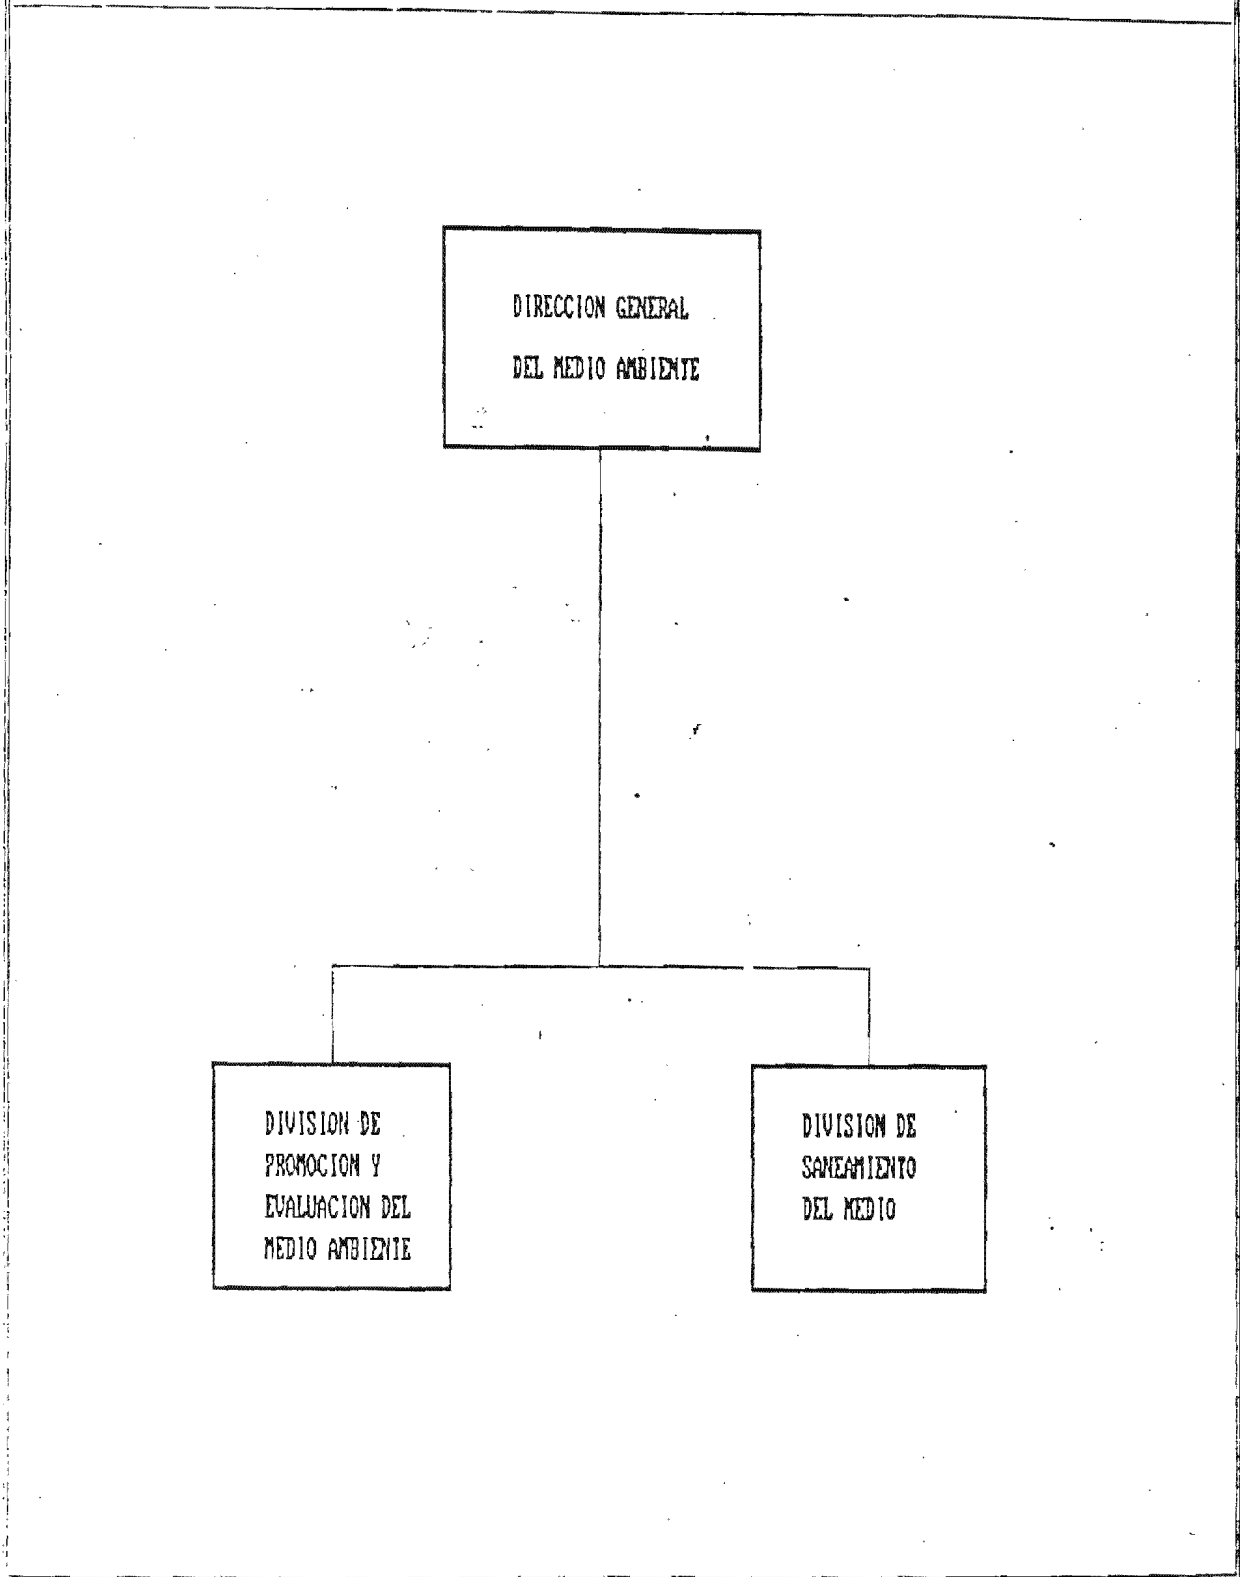 DIRECCION GENERAL
DEL MEDIO AMBIENTE
DIVISION DE
PROMOCION Y
EVALUACION DEL
MEDIO AMBIENTE
DIVISION DE
SANEAMIENTO
DEL MEDIO